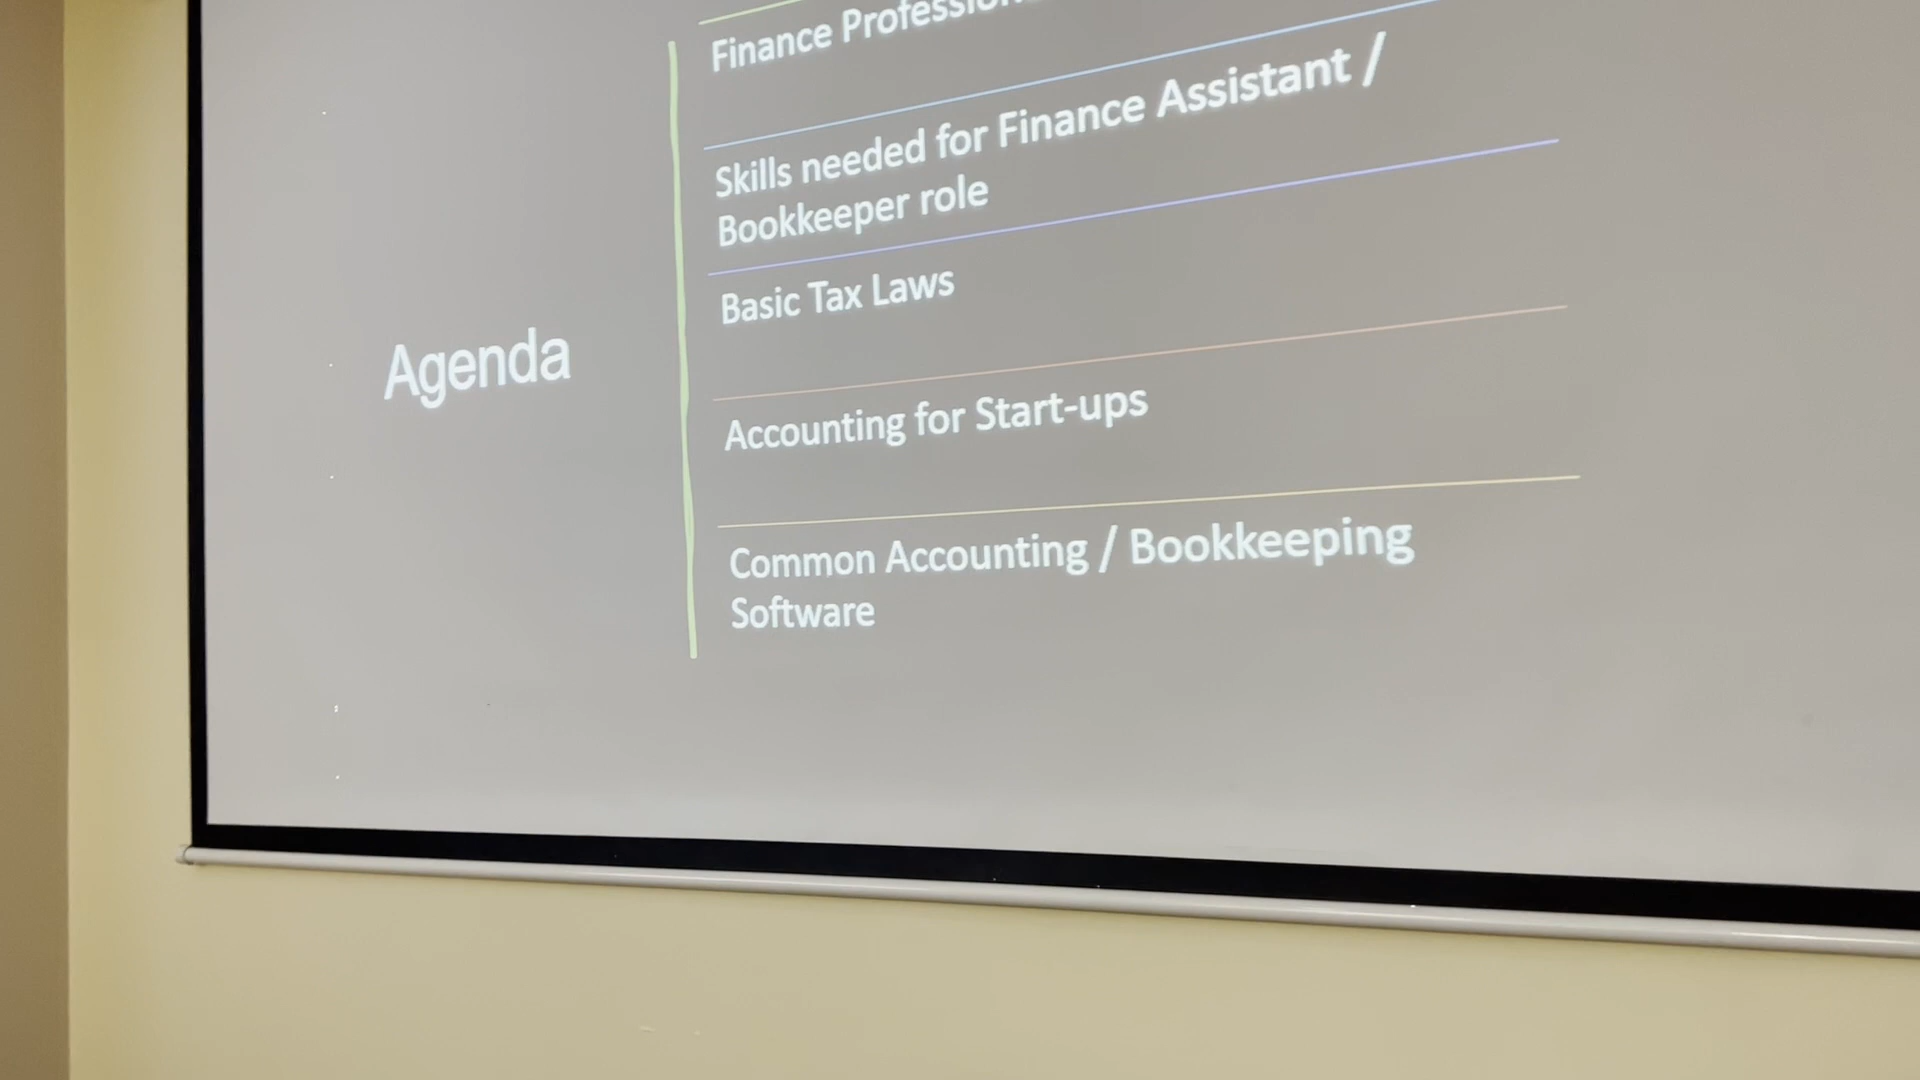 Agenda
Finance
Skills needed for Finance Assistant /
Bookkeeper role
Basic Tax Laws
Accounting for Start-ups
Common Accounting / Bookkeeping
Software